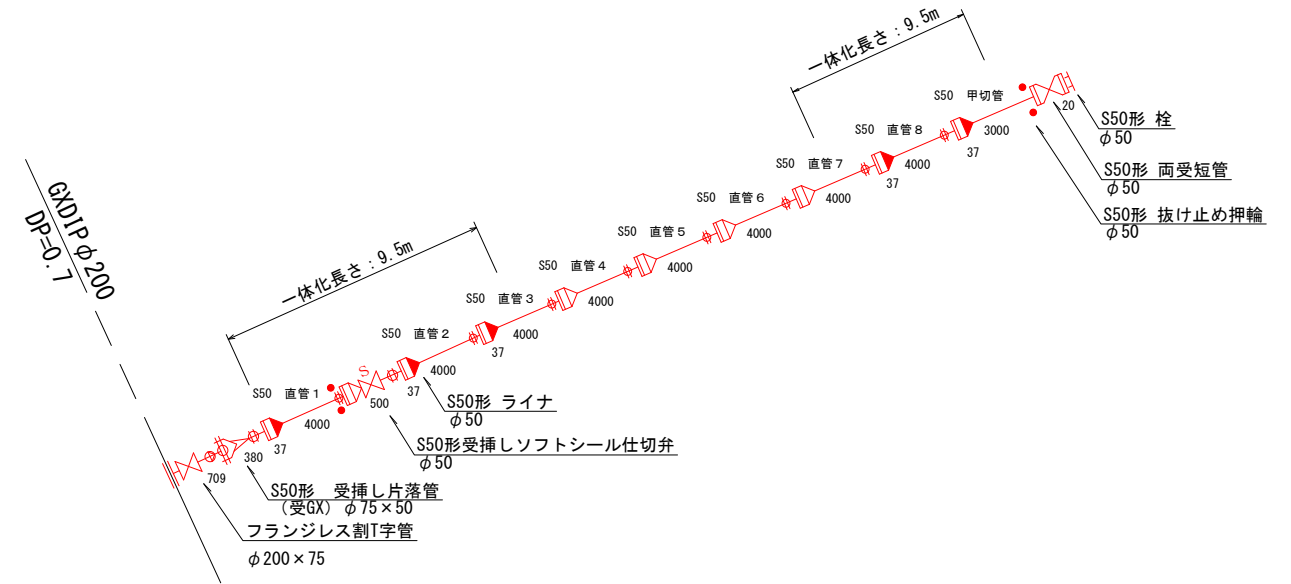 一体化長さ：9.5m
S50　甲切管
3000
20
S50形 栓
φ50
S50形 両受短管
φ50
S50形 抜け止め押輪
φ50
S50　直管８
37
4000
S50　直管７
37
4000
S50　直管６
4000
S50　直管５
4000
S50　直管４
4000
一体化長さ：9.5m
S50　直管３
4000
37
S50　直管２
4000
37
S
500
S50　直管１
4000
37
380
709
GXDIPφ200
DP=0.7
S50形 ライナ
φ50
S50形受挿しソフトシール仕切弁
φ50
S50形　受挿し片落管
（受GX）φ75×50
フランジレス割T字管
φ200×75